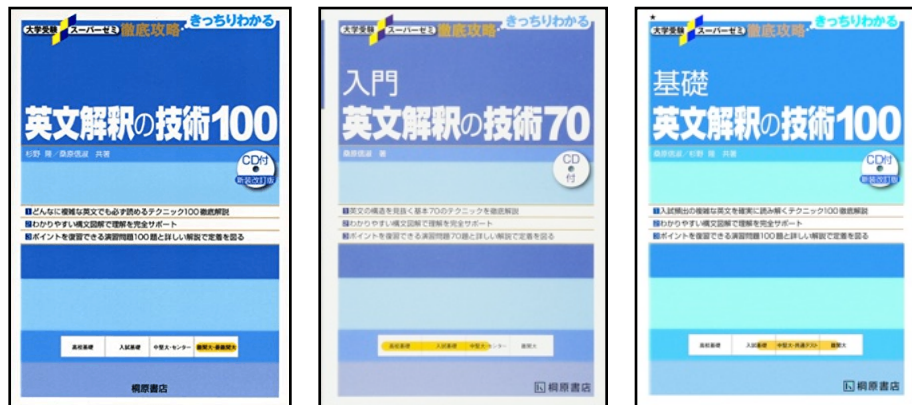 きっちりわかる
大学受験 スーパーゼミ 徹底攻略
英文解釈の技術100
杉野 隆/桑原信淑 共著
CD付
新装改訂版
1どんなに複雑な英文でも必ず読めるテクニック100徹底解説
2わかりやすい構文図解で理解を完全サポート
3ポイントを復習できる演習問題100題と詳しい解説で定着を図る
高校基礎 入試基礎 中堅大・センター 難関大・最難関大
桐原書店
きっちりわかる
大学受験 スーパーゼミ 徹底攻略
入門
英文解釈の技術70
桑原信淑 著
CD付
1英文の構造を見抜く基本70のテクニックを徹底解説
2わかりやすい構文図解で理解を完全サポート
3ポイントを復習できる演習問題70題と詳しい解説で定着を図る
高校基礎 入試基礎 中堅大・センター 難関大
桐原書店
★
きっちりわかる
大学受験 スーパーゼミ 徹底攻略
基礎
英文解釈の技術100
桑原信淑/杉野 隆 共著
CD付
新装改訂版
1入試頻出の複雑な英文を確実に読み解くテクニック100徹底解説
2わかりやすい構文図解で理解を完全サポート
3ポイントを復習できる演習問題100題と詳しい解説で定着を図る
高校基礎 入試基礎 中堅大・共通テスト 難関大
桐原書店